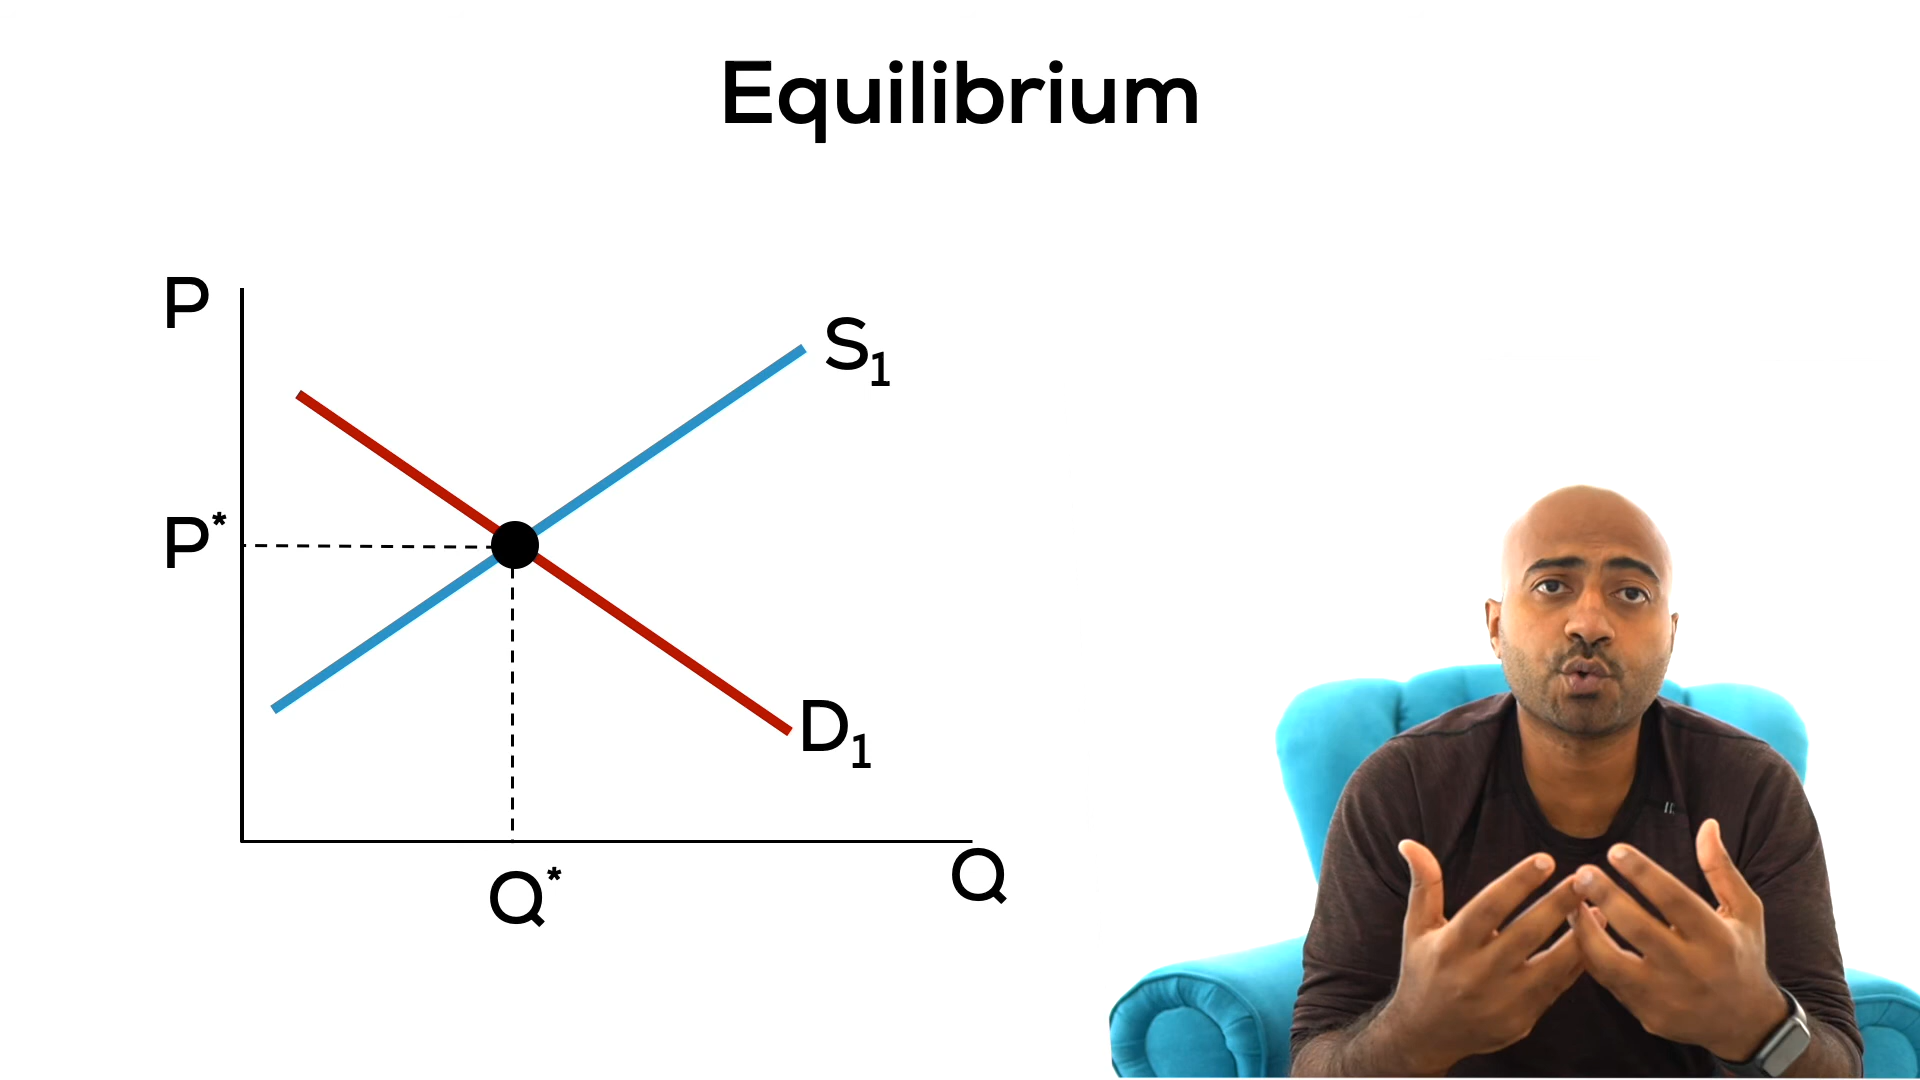 Equilibrium
P
S₁
P*
D₁
Q*
Q